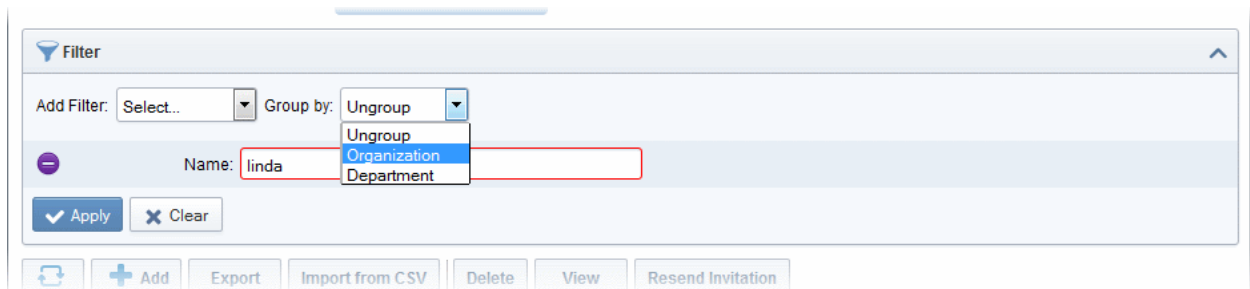 Filter
Add Filter: Select... Group by: Ungroup
Ungroup
Name: linda Organization
Department
Apply Clear
Add Export Import from CSV Delete View Resend Invitation